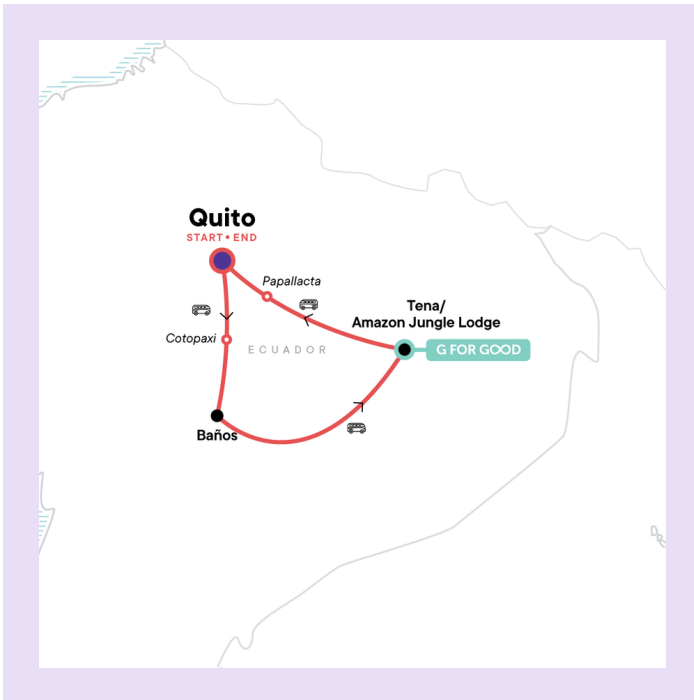 Quito
START • END
Papallacta
Tena/
Amazon Jungle Lodge
Cotopaxi
ECUADOR
G FOR GOOD
Baños